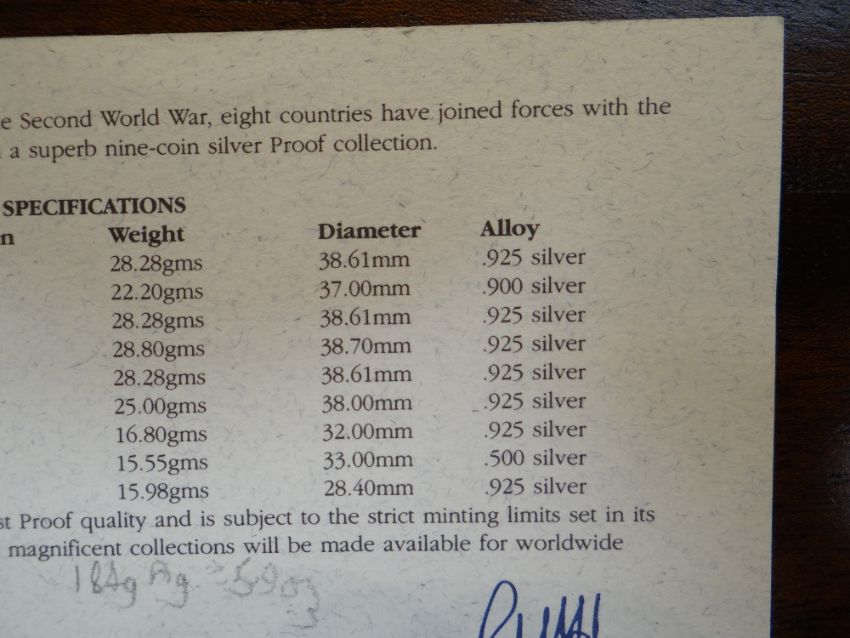 e Second World War, eight countries have joined forces with the
a superb nine-coin silver Proof collection.
SPECIFICATIONS
n Weight Diameter Alloy
28.28gms 38.61mm .925 silver
22.20gms 37.00mm .900 silver
28.28gms 38.61mm .925 silver
28.80gms 38.70mm .925 silver
28.28gms 38.61mm .925 silver
25.00gms 38.00mm .925 silver
16.80gms 32.00mm .925 silver
15.55gms 33.00mm .500 silver
15.98gms 28.40mm .925 silver
st Proof quality and is subject to the strict minting limits set in its
magnificent collections will be made available for worldwide
184g Ag